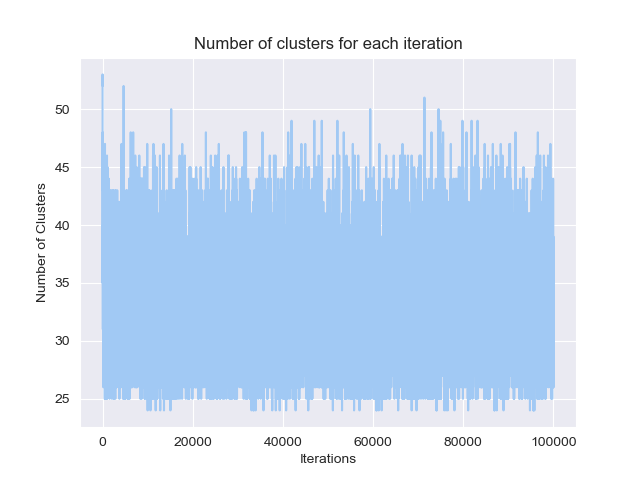 Number of clusters for each iteration
Number of Clusters
50
45
40
35
30
25
0 20000 40000 60000 80000 100000
Iterations